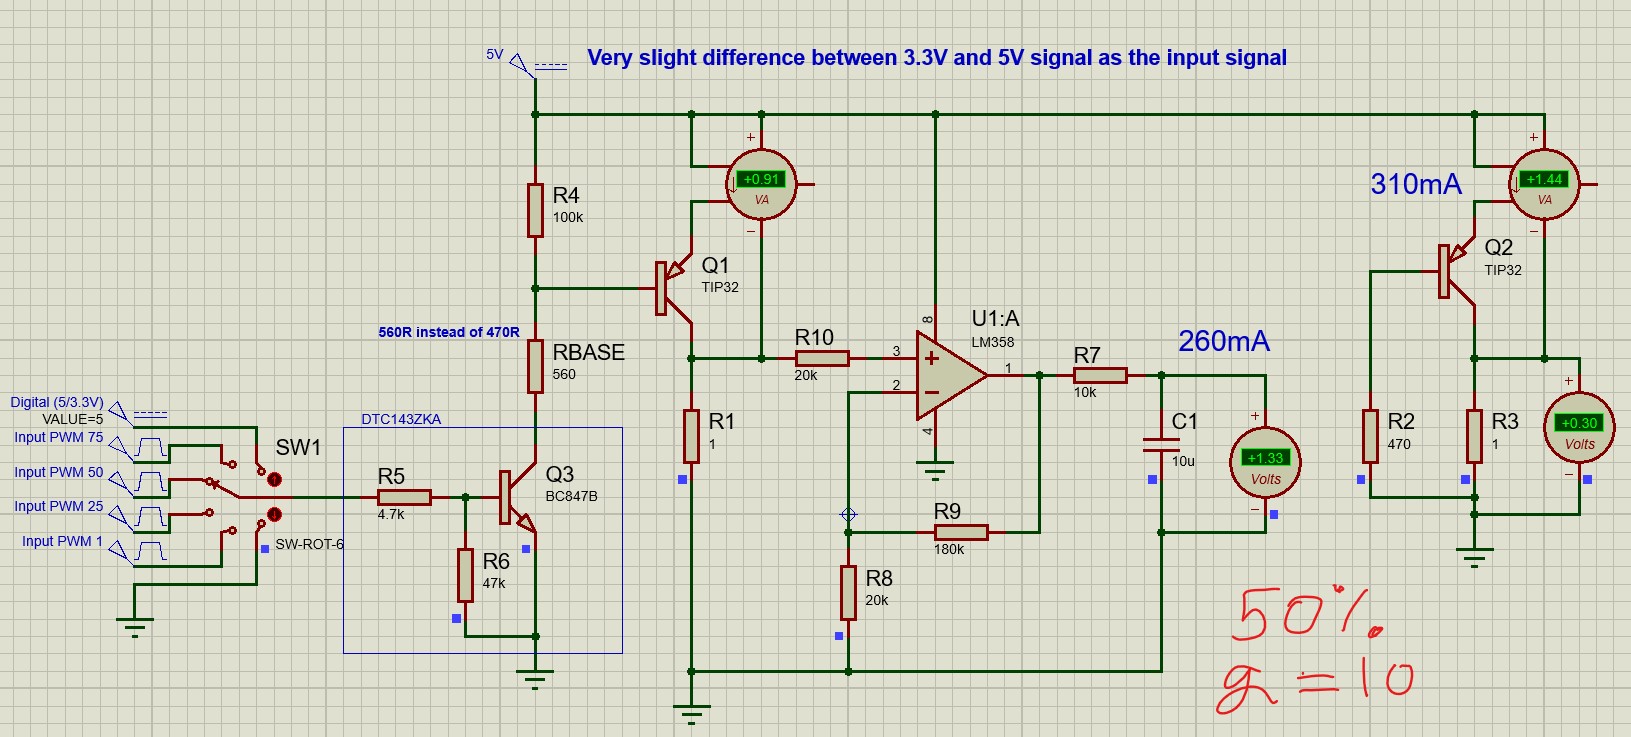 Very slight difference between 3.3V and 5V signal as the input signal
5V
+
+
+0.91
VA
−
310mA
+1.44
VA
−
R4
100k
Q1
TIP32
Q2
TIP32
8
U1:A
LM358
260mA
560R instead of 470R
RBASE
560
R10
20k
3
2
1
4
R7
10k
Digital (5/3.3V)
VALUE=5
Input PWM 75
Input PWM 50
Input PWM 25
Input PWM 1
SW1
SW-ROT-6
DTC143ZKA
R5
4.7k
Q3
BC847B
R6
47k
R1
1
C1
10u
+
+1.33
Volts
−
R2
470
R3
1
+
+0.30
Volts
−
R9
180k
R8
20k
50%
g=10